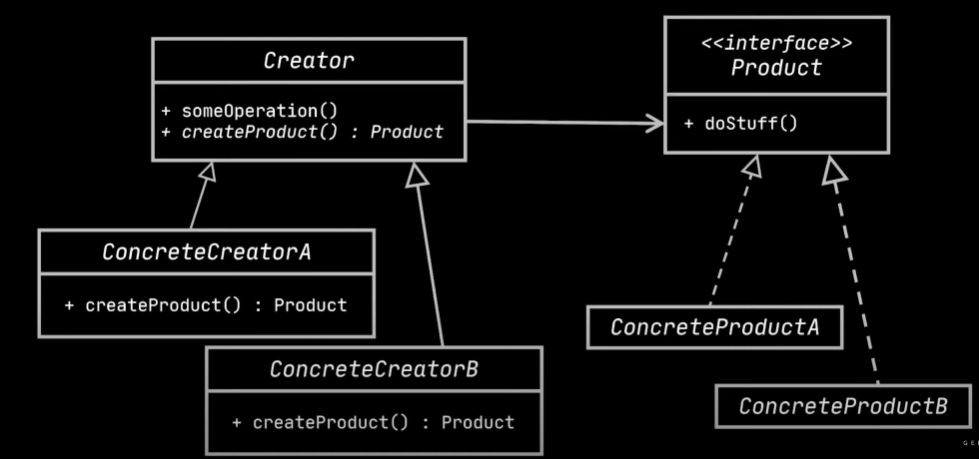 Creator
+ someOperation()
+ createProduct() : Product
<<interface>>
Product
+ doStuff()
ConcreteCreatorA
+ createProduct() : Product
ConcreteCreatorB
+ createProduct() : Product
ConcreteProductA
ConcreteProductB